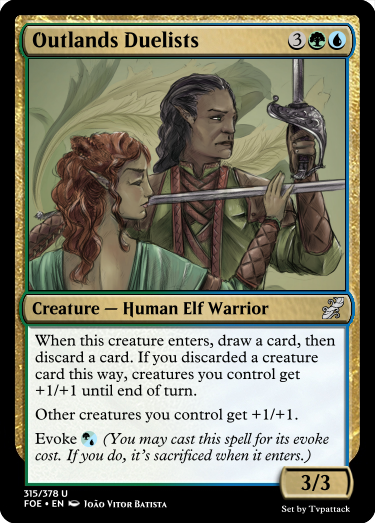 Outlands Duelists 3
Creature — Human Elf Warrior
When this creature enters, draw a card, then
discard a card. If you discarded a creature
card this way, creatures you control get
+1/+1 until end of turn.
Other creatures you control get +1/+1.
Evoke (You may cast this spell for its evoke
cost. If you do, it's sacrificed when it enters.)
3/3
315/378 U
FOE • EN João Vitor Batista
Set by Tvpattack